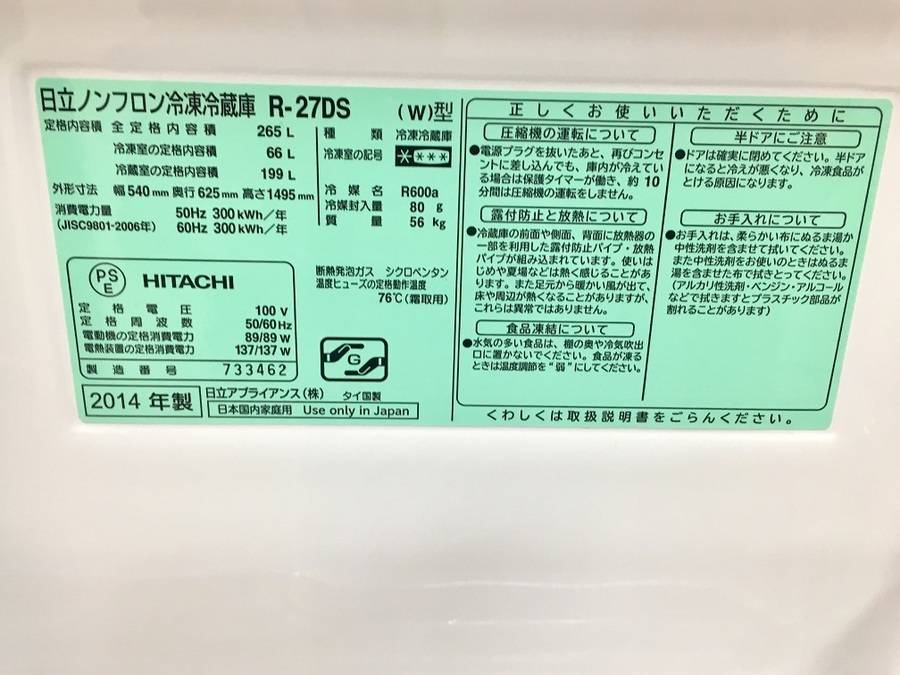 日立ノンフロン冷凍冷蔵庫 R-27DS (W)型
定格内容積 全定格内容積 265 L
冷凍室の定格内容積 66 L
冷蔵室の定格内容積 199 L
外形寸法 幅540mm 奥行625mm 高さ1495mm
消費電力量 50Hz 300kWh/年
(JISC9801-2006年) 60Hz 300kWh/年
種類 冷凍冷蔵庫
冷凍室の記号 ****
冷媒名 R600a
冷媒封入量 80 g
質量 56 kg
PS
E
HITACHI
定格電圧 100 V
定格周波数 50/60 Hz
電動機の定格消費電力 89/89 W
電熱装置の定格消費電力 137/137 W
製造番号 733462
断熱発泡ガス シクロペンタン
温度ヒューズの定格動作温度
76℃(霜取用)
G
2014 年製
日立アプライアンス(株) タイ国製
日本国内家庭用 Use only in Japan
正しくお使いいただくために
圧縮機の運転について
●電源プラグを抜いたあと、再びコンセ
ントに差し込んでも、庫内が冷えてい
る場合は保護タイマーが働き、約10
分間は圧縮機の運転をしません。
露付防止と放熱について
●冷蔵庫の前面や側面、背面に放熱器の
一部を利用した露付防止パイプ・放熱
パイプが組み込まれています。使いは
じめや夏場などは熱く感じることがあ
ります。また足元から暖かい風が出て、
床や周辺が熱くなることがありますが、
これらは異常ではありません。
食品凍結について
●水気の多い食品は、棚の奥や冷気吹出
口に置かないでください。食品が凍る
ときは温度調節を“弱”にしてください。
半ドアにご注意
●ドアは確実に閉めてください。半ドア
になると冷えが悪くなり、冷凍食品が
とける原因になります。
お手入れについて
●お手入れは、柔らかい布にぬるま湯か
中性洗剤を含ませて拭いてください。
また中性洗剤をお使いのときはぬるま
湯を含ませた布で拭きとってください。
(アルカリ性洗剤・ベンジン・アルコール
などで拭きますとプラスチック部品が
割れることがあります)
くわしくは取扱説明書をごらんください。